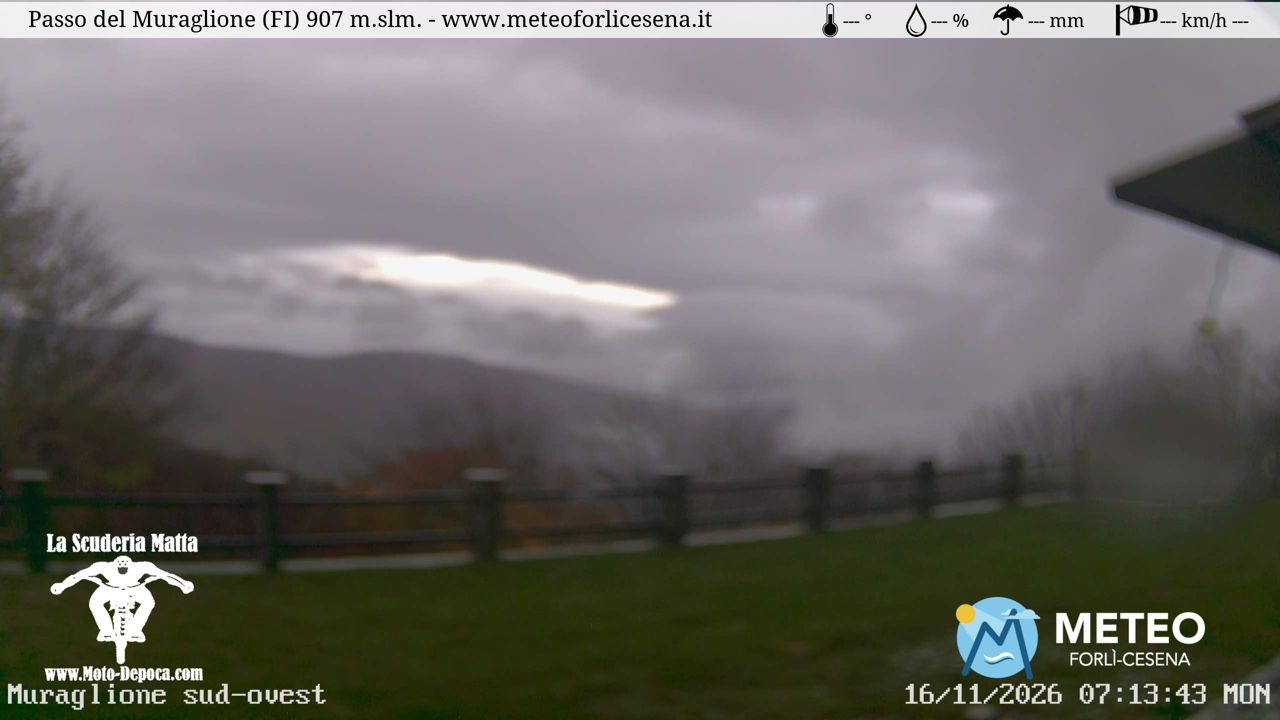 Passo del Muraglione (FI) 907 m.slm. - www.meteoforlicesena.it --- ° --- % --- mm --- km/h ---
La Scuderia Matta
www.Moto-Depoca.com
METEO
FORLÌ-CESENA
Muraglione sud-ovest 16/11/2026 07:13:43 MON